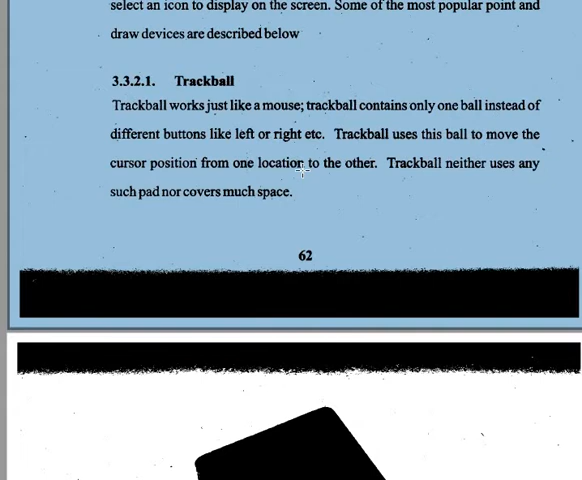 select an icon to display on the screen. Some of the most popular point and
draw devices are described below
3.3.2.1. Trackball
Trackball works just like a mouse; trackball contains only one ball instead of
different buttons like left or right etc. Trackball uses this ball to move the
cursor position from one location to the other. Trackball neither uses any
such pad nor covers much space.
62